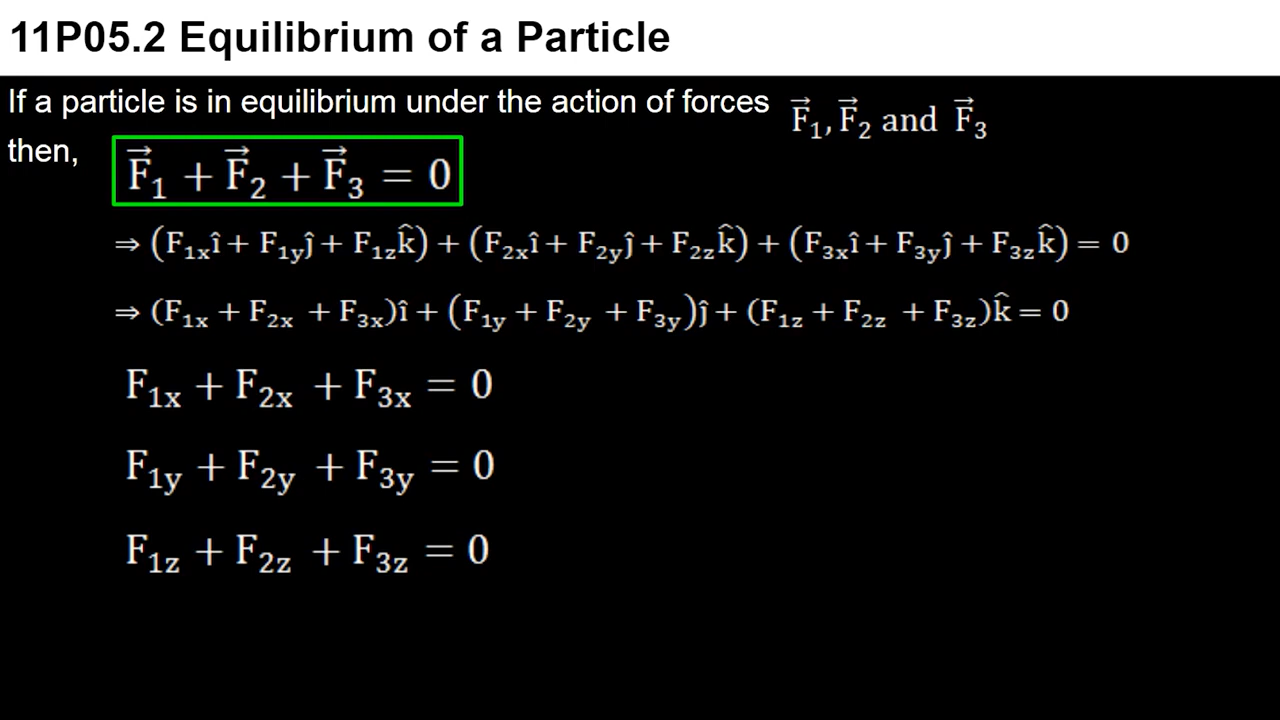 11P05.2 Equilibrium of a Particle
If a particle is in equilibrium under the action of forces F⃗₁, F⃗₂ and F⃗₃
then, F⃗₁ + F⃗₂ + F⃗₃ = 0
⇒ (F₁ₓî + F₁yĵ + F₁zk̂) + (F₂ₓî + F₂yĵ + F₂zk̂) + (F₃ₓî + F₃yĵ + F₃zk̂) = 0
⇒ (F₁ₓ + F₂ₓ + F₃ₓ)î + (F₁y + F₂y + F₃y)ĵ + (F₁z + F₂z + F₃z)k̂ = 0
F₁ₓ + F₂ₓ + F₃ₓ = 0
F₁y + F₂y + F₃y = 0
F₁z + F₂z + F₃z = 0